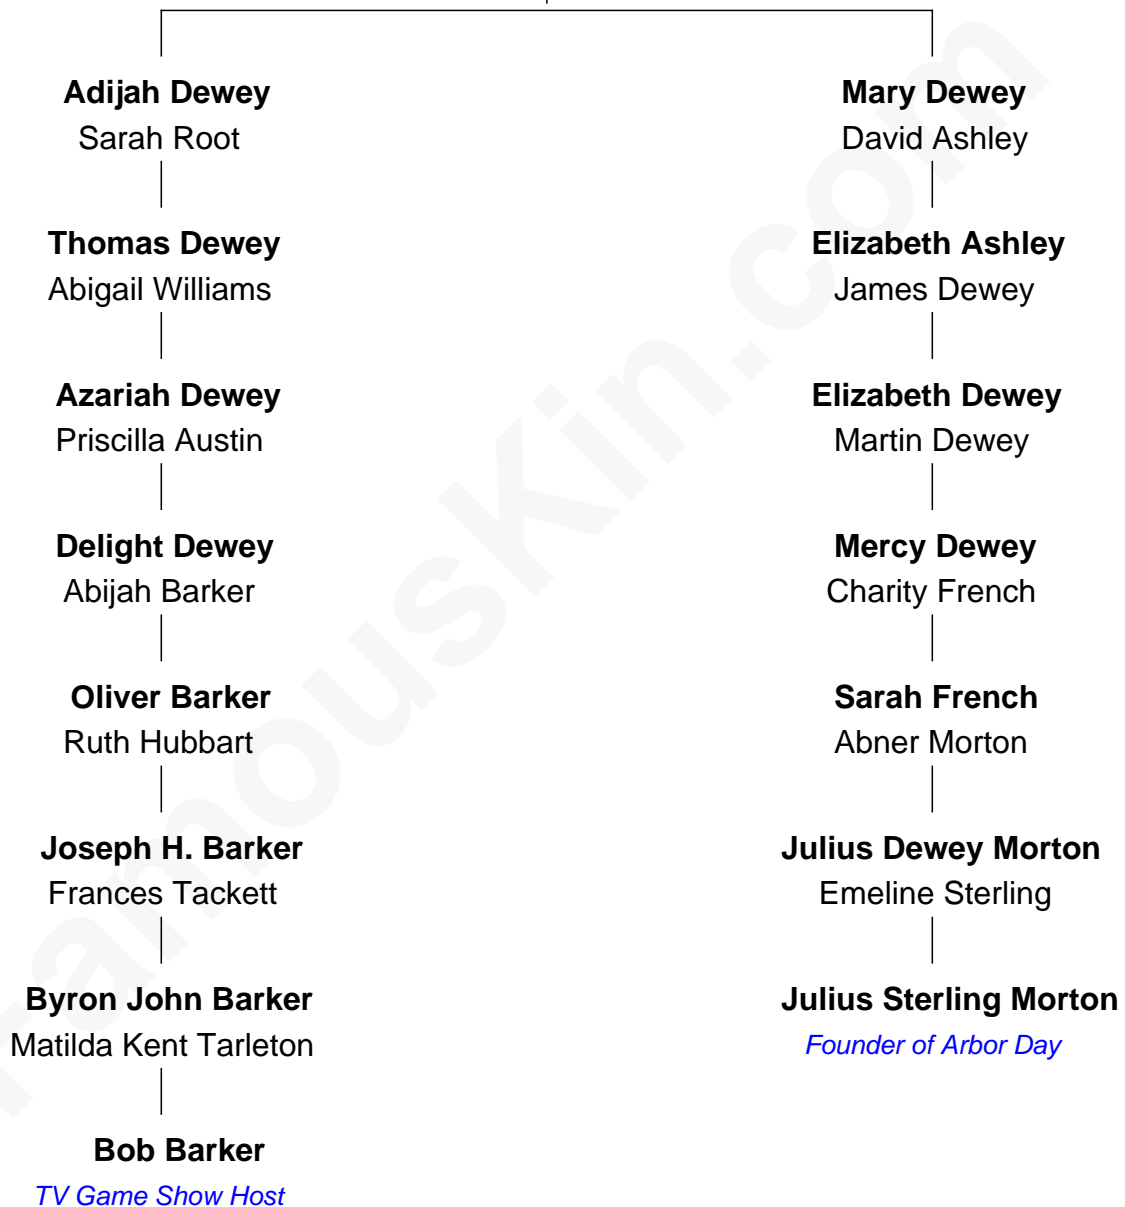 Adijah Dewey
Sarah Root
Thomas Dewey
Abigail Williams
Azariah Dewey
Priscilla Austin
Delight Dewey
Abijah Barker
Oliver Barker
Ruth Hubbart
Joseph H. Barker
Frances Tackett
Byron John Barker
Matilda Kent Tarleton
Bob Barker
TV Game Show Host
Mary Dewey
David Ashley
Elizabeth Ashley
James Dewey
Elizabeth Dewey
Martin Dewey
Mercy Dewey
Charity French
Sarah French
Abner Morton
Julius Dewey Morton
Emeline Sterling
Julius Sterling Morton
Founder of Arbor Day
FamousKin.com